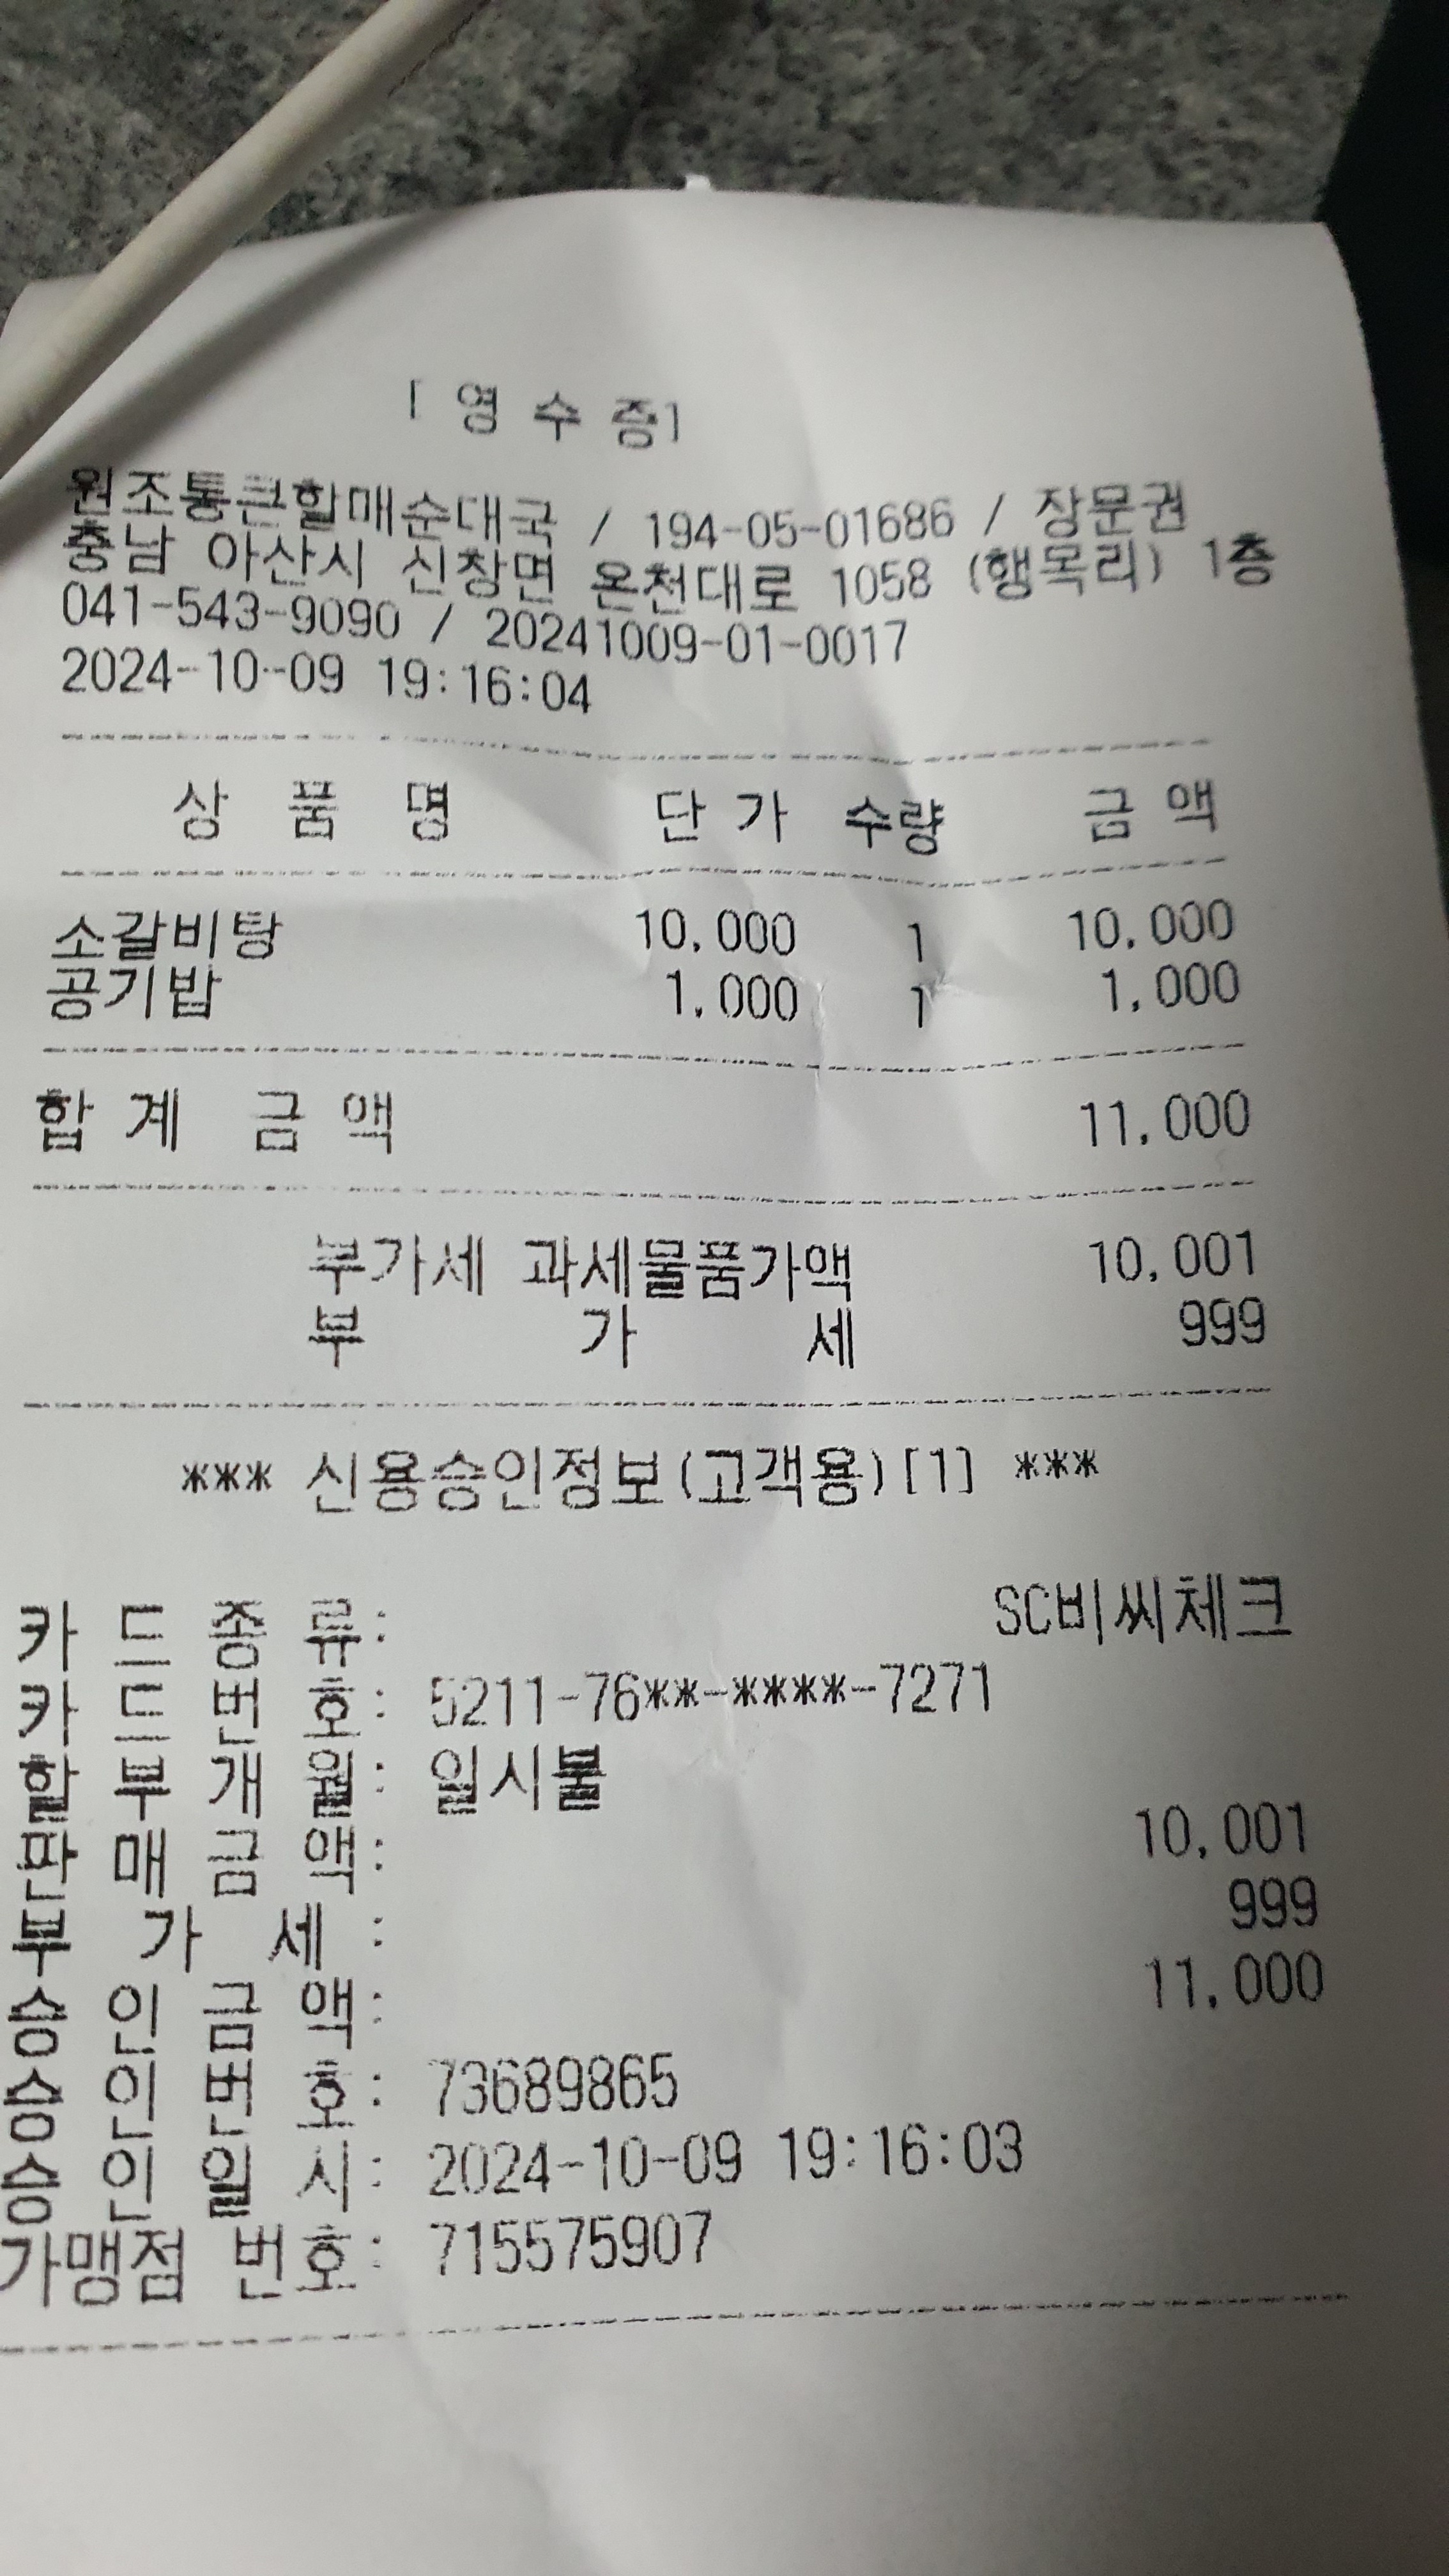 [ 영 수 증]
원조통큰할매순대국 / 194-05-01686 / 장문권
충남 아산시 신창면 온천대로 1058 (행목리) 1층
041-543-9090 / 20241009-01-0017
2024-10-09 19:16:04
상 품 명 단 가 수량 금 액
소갈비탕 10,000 1 10,000
공기밥 1,000 1 1,000
합 계 금 액 11,000
부가세 과세물품가액 10,001
부 가 세 999
*** 신용승인정보(고객용)[1] ***
카 드 종 류: SC비씨체크
카 드 번 호: 5211-76**-****-7271
할 부 개 월: 일시불
판 매 금 액: 10,001
부 가 세 : 999
승 인 금 액: 11,000
승 인 번 호: 73689865
승 인 일 시: 2024-10-09 19:16:03
가맹점 번호: 715575907